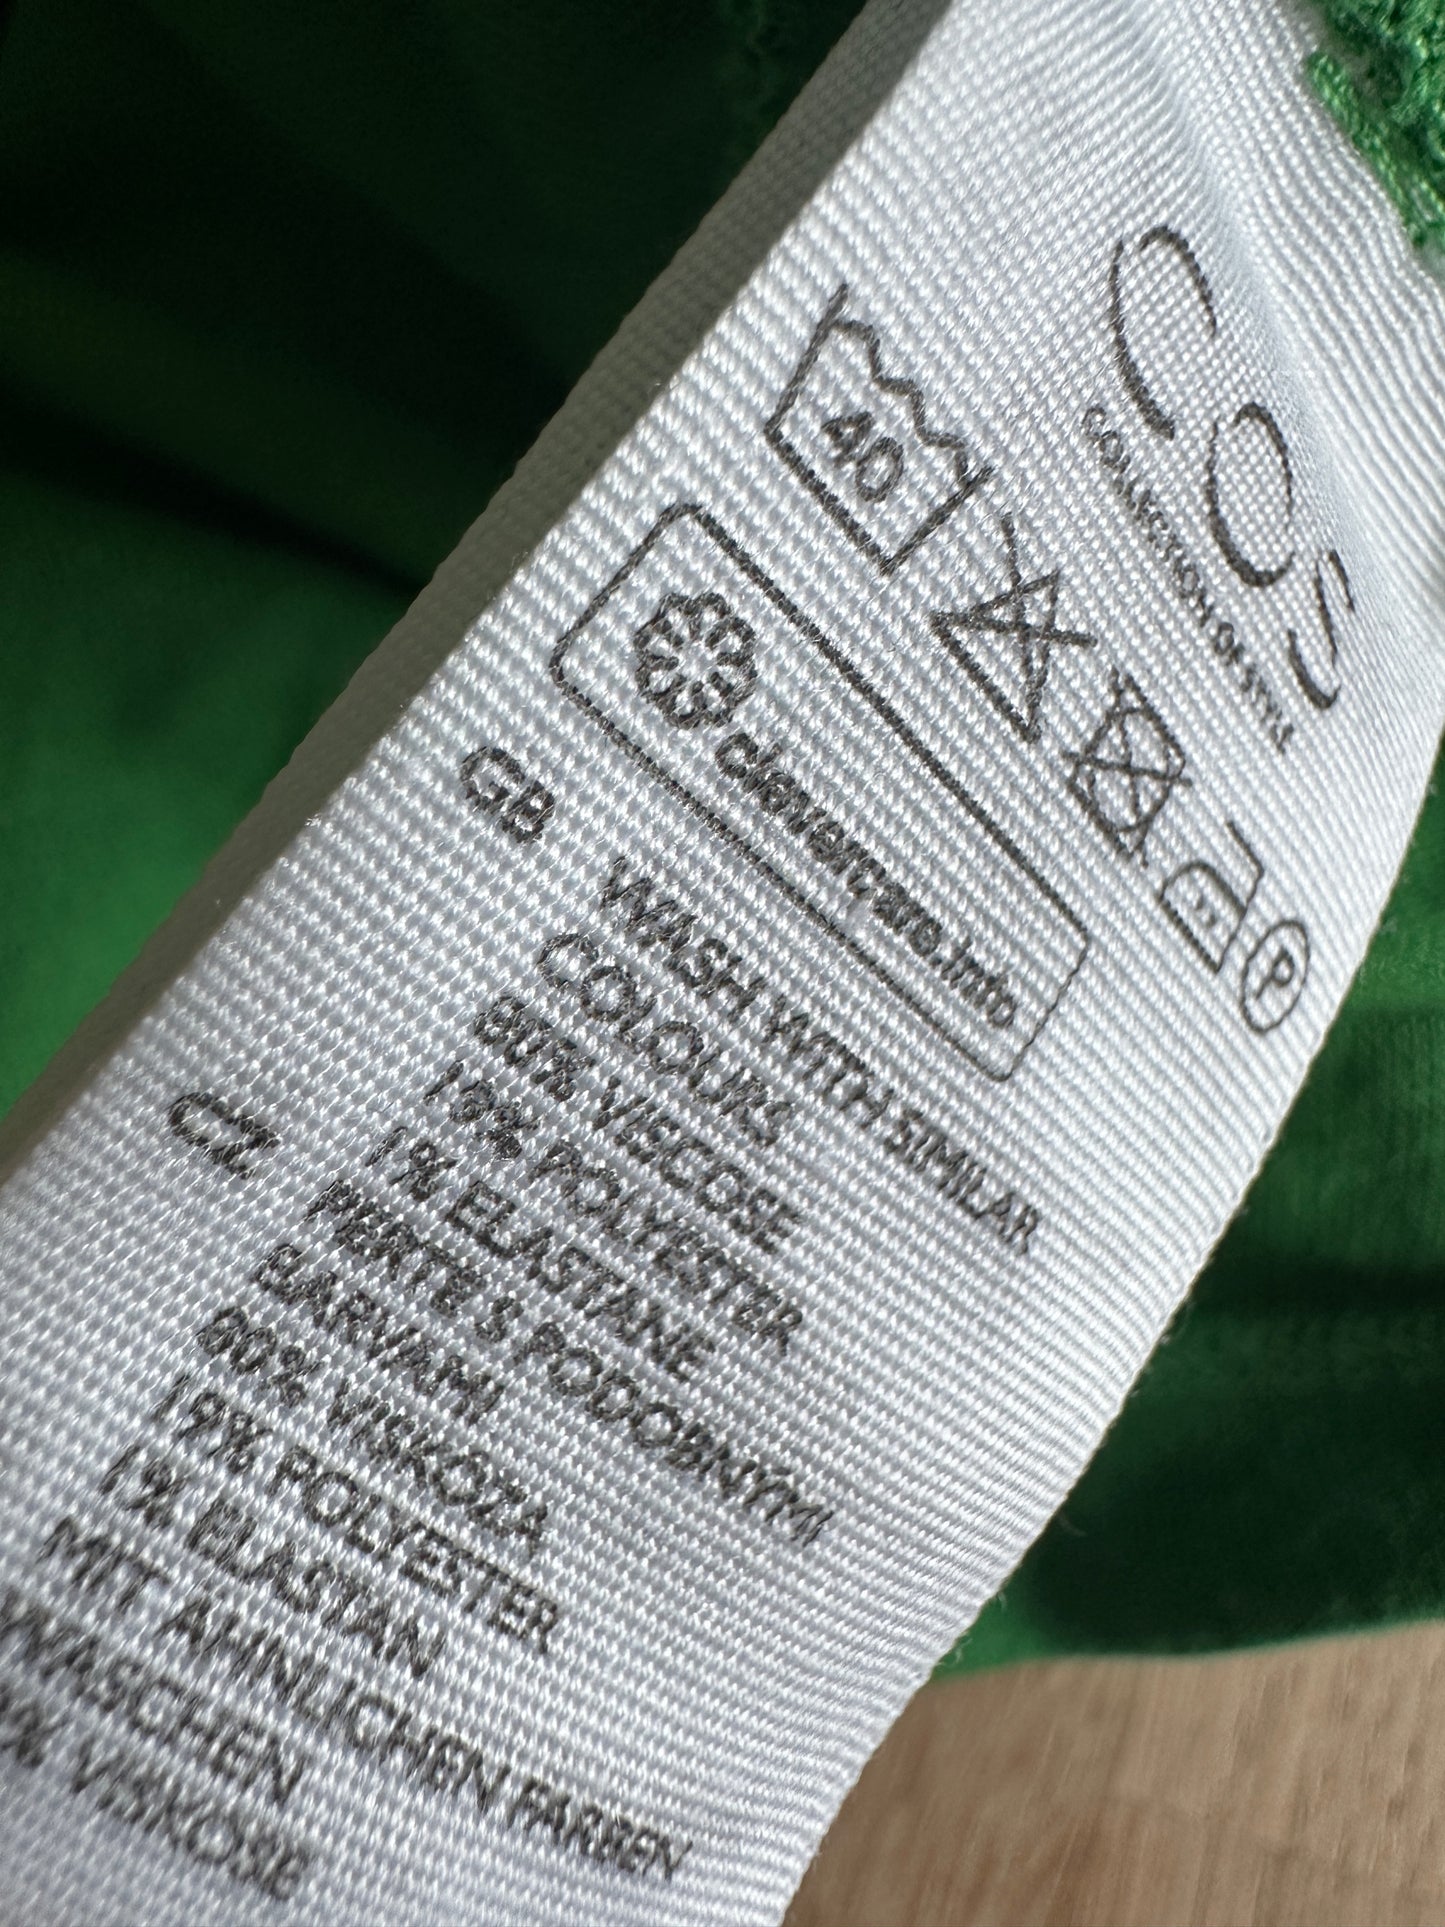 COS
COLLECTION OF STYLE
40
P
clevercare.info
GB WASH WITH SIMILAR
COLOURS
80% VISCOSE
19% POLYESTER
1% ELASTANE
CZ PERTE S PODOBNÝMI
BARVAMI
80% VISKÓZA
19% POLYESTER
1% ELASTAN
MIT ÄHNLICHEN FARBEN
WASCHEN
% VISKOSE